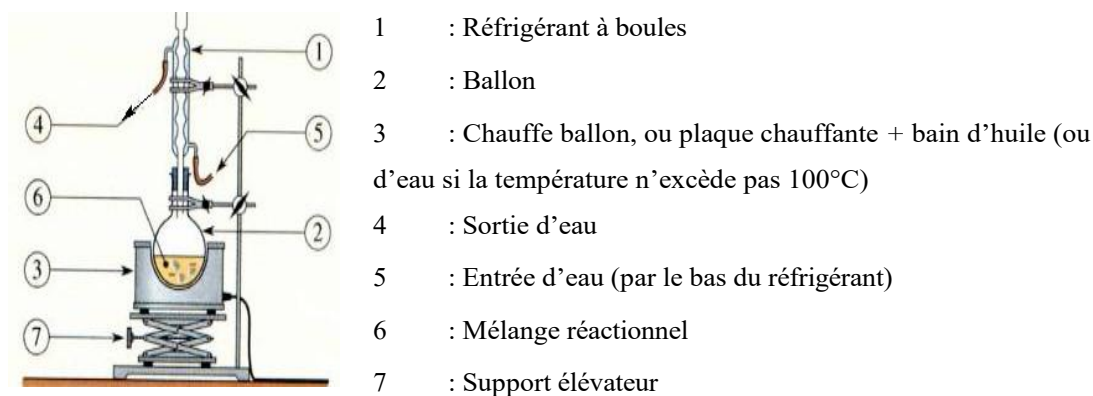 1 : Réfrigérant à boules
2 : Ballon
3 : Chauffe ballon, ou plaque chauffante + bain d’huile (ou
d’eau si la température n’excède pas 100°C)
4 : Sortie d’eau
5 : Entrée d’eau (par le bas du réfrigérant)
6 : Mélange réactionnel
7 : Support élévateur
1
4
5
6
2
3
7